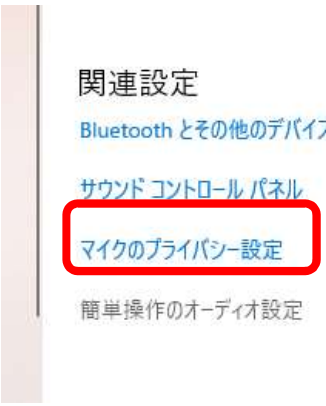 関連設定
Bluetooth とその他のデバイ
サウンド コントロール パネル
マイクのプライバシー設定
簡単操作のオーディオ設定